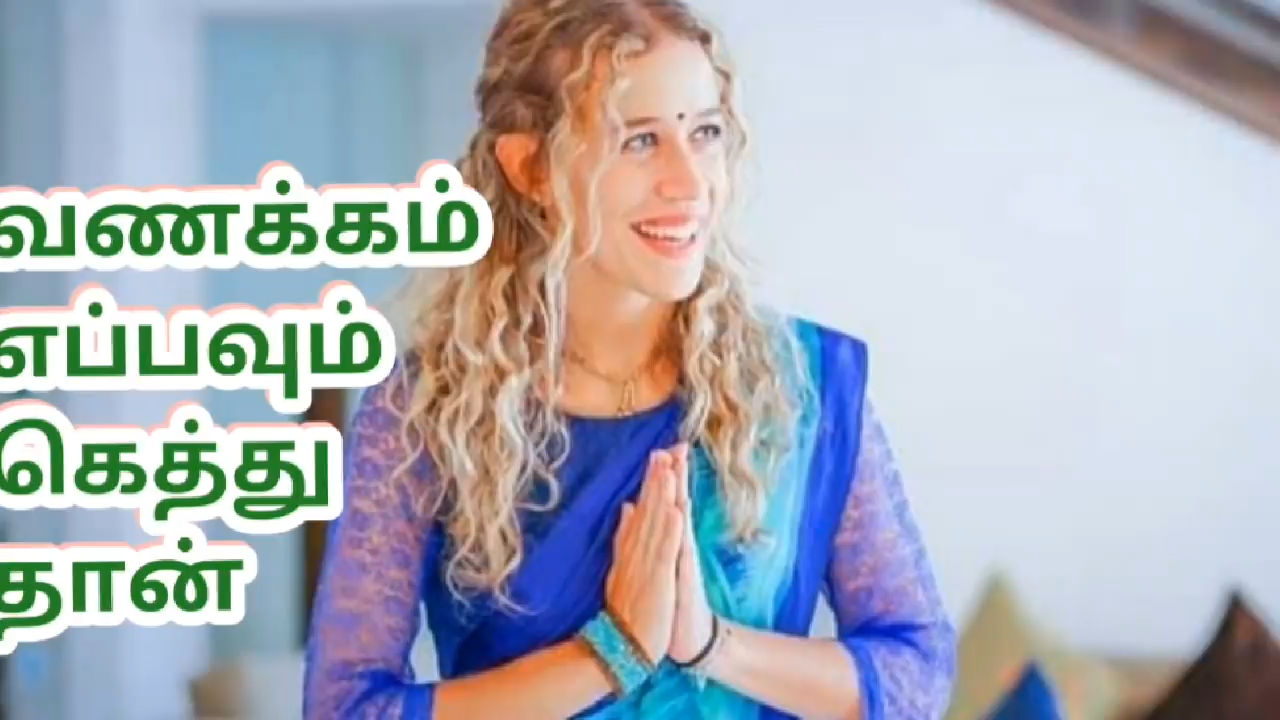 வணக்கம்
எப்பவும்
கெத்து
தான்